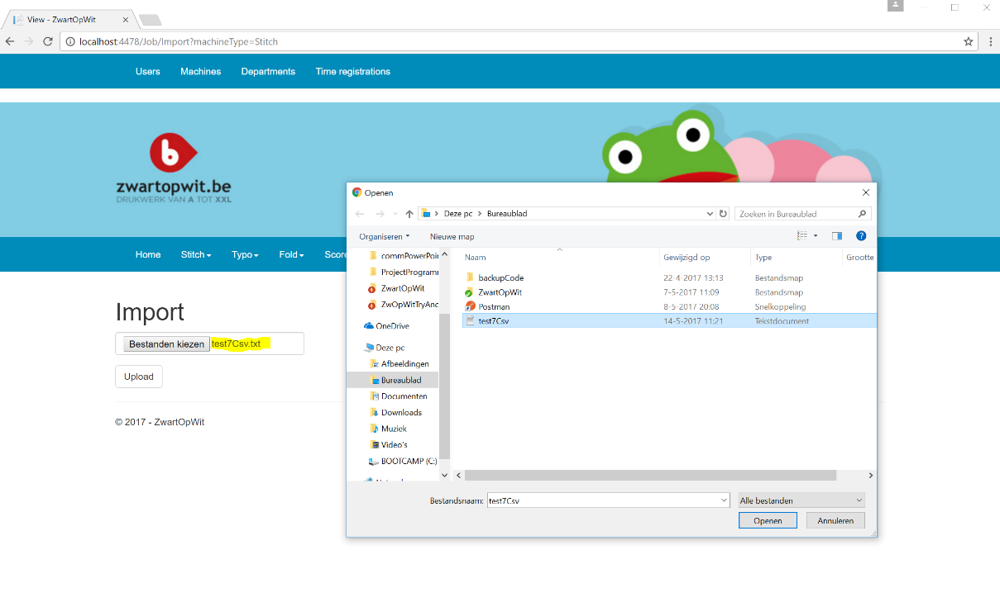 View - ZwartOpWit
localhost:4478/Job/Import?machineType=Stitch
Users Machines Departments Time registrations
b
zwartopwit.be
DRUKWERK VAN A TOT XXL
Home Stitch Typo Fold Score
Import
Bestanden kiezen test7Csv.txt
Upload
© 2017 - ZwartOpWit
Openen
Deze pc > Bureaublad
Zoeken in Bureaublad
Organiseren Nieuwe map
commPowerPoin
ProjectProgramm
ZwartOpWit
ZwOpWitTryAnc
OneDrive
Deze pc
Afbeeldingen
Bureaublad
Documenten
Downloads
Muziek
Video's
BOOTCAMP (C:)
Naam Gewijzigd op Type Grootte
backupCode 22-4-2017 13:13 Bestandsmap
ZwartOpWit 7-5-2017 11:09 Bestandsmap
Postman 8-5-2017 20:08 Snelkoppeling
test7Csv 14-5-2017 11:21 Tekstdocument
Bestandsnaam: test7Csv Alle bestanden
Openen Annuleren